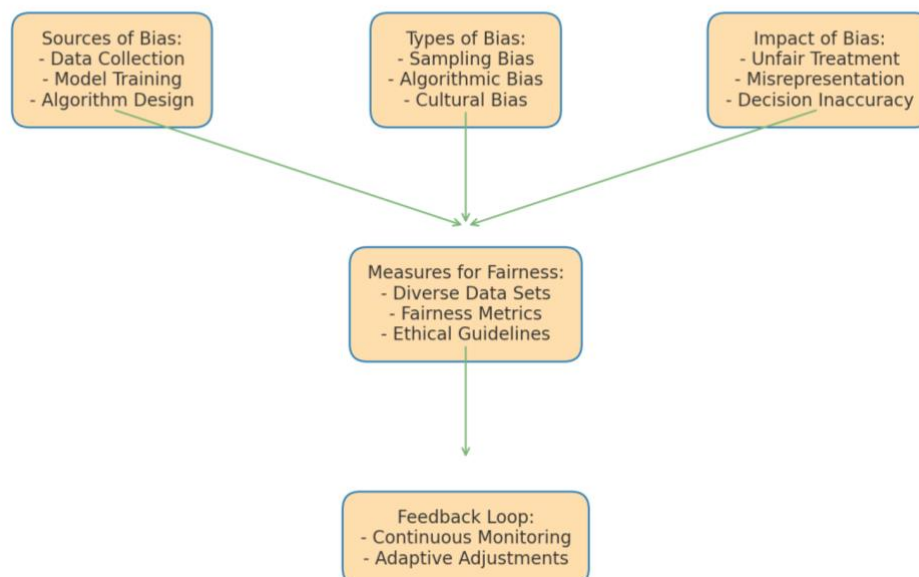 Sources of Bias:
- Data Collection
- Model Training
- Algorithm Design
Types of Bias:
- Sampling Bias
- Algorithmic Bias
- Cultural Bias
Impact of Bias:
- Unfair Treatment
- Misrepresentation
- Decision Inaccuracy
Measures for Fairness:
- Diverse Data Sets
- Fairness Metrics
- Ethical Guidelines
Feedback Loop:
- Continuous Monitoring
- Adaptive Adjustments